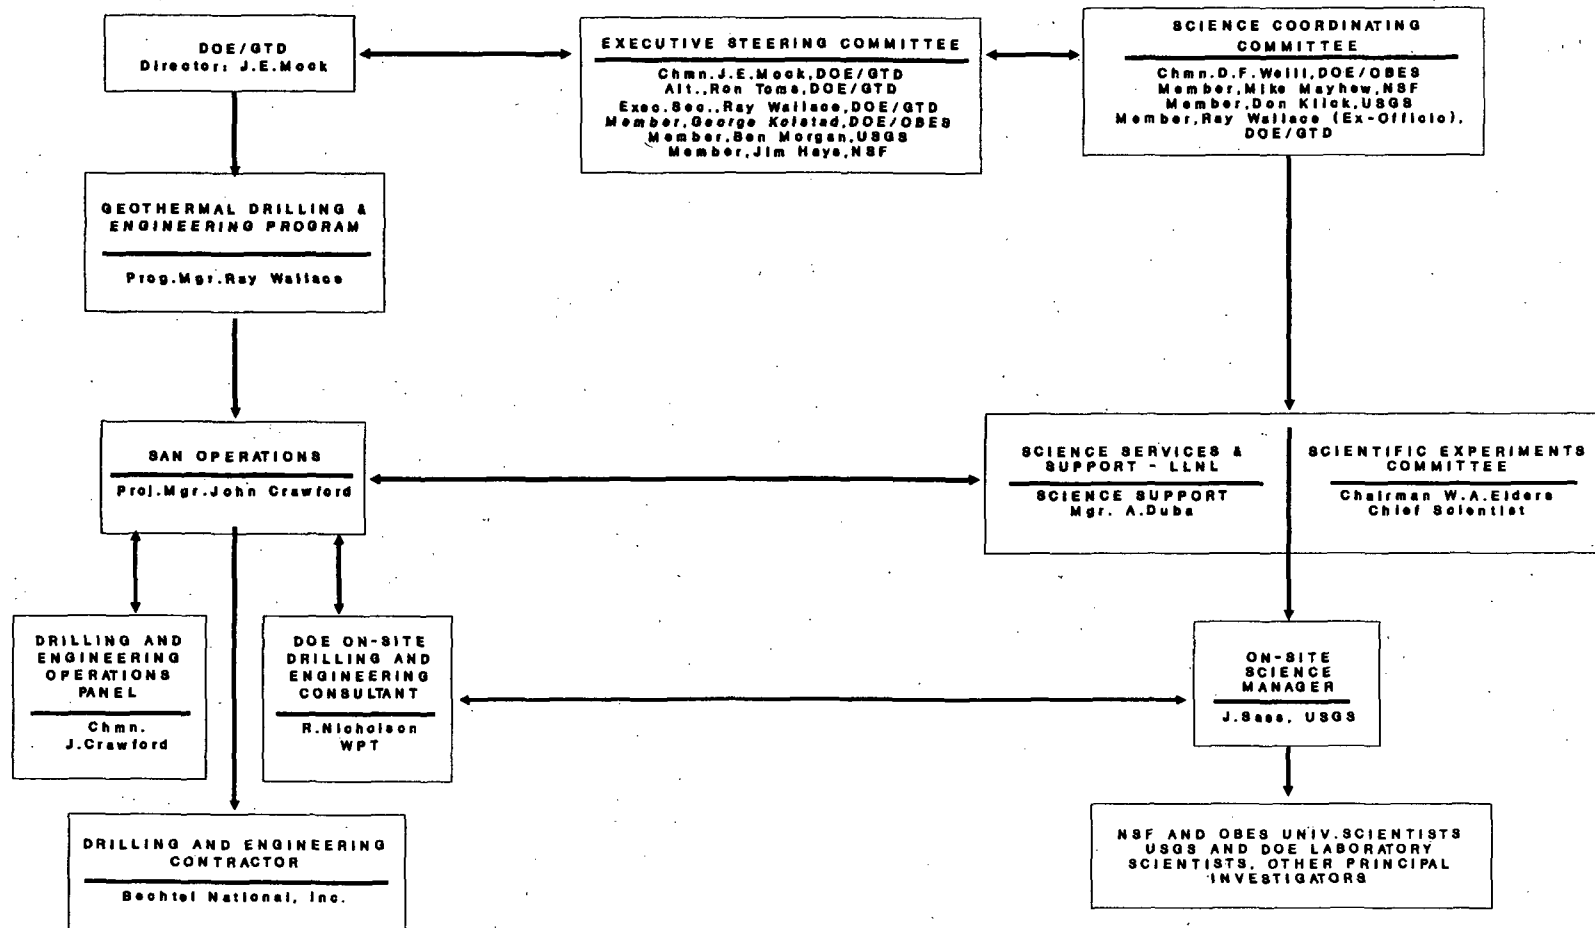 DOE/GTD
Director: J.E.Mock
EXECUTIVE STEERING COMMITTEE
Chmn.J.E.Mock,DOE/GTD
Alt.,Ron Toms,DOE/GTD
Exec.Sec.,Ray Wallace,DOE/GTD
Member,George Kolstad,DOE/OBES
Member,Ben Morgan,USGS
Member,Jim Hays,NSF
SCIENCE COORDINATING
COMMITTEE
Chmn.D.F.Weill,DOE/OBES
Member,Mike Mayhew,NSF
Member,Don Klick,USGS
Member,Ray Wallace (Ex-Officio),
DOE/GTD
GEOTHERMAL DRILLING &
ENGINEERING PROGRAM
Prog.Mgr.Ray Wallace
SAN OPERATIONS
Proj.Mgr.John Crawford
SCIENCE SERVICES &
SUPPORT - LLNL
SCIENCE SUPPORT
Mgr. A.Duba
SCIENTIFIC EXPERIMENTS
COMMITTEE
Chairman W.A.Elders
Chief Scientist
DRILLING AND
ENGINEERING
OPERATIONS
PANEL
Chmn.
J.Crawford
DOE ON-SITE
DRILLING AND
ENGINEERING
CONSULTANT
R.Nicholson
WPT
ON-SITE
SCIENCE
MANAGER
J.Sass, USGS
DRILLING AND ENGINEERING
CONTRACTOR
Bechtel National, Inc.
NSF AND OBES UNIV.SCIENTISTS
USGS AND DOE LABORATORY
SCIENTISTS, OTHER PRINCIPAL
INVESTIGATORS